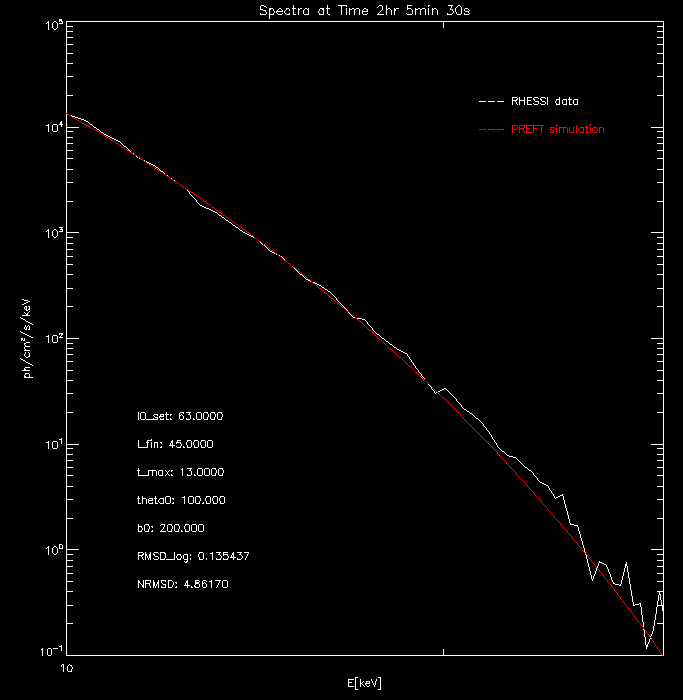 Spectra at Time 2hr 5min 30s
10⁵
RHESSI data
10⁴
PREFT simulation
10³
ph/cm²/s/keV
10²
l0_set: 63.0000
10¹
l_fin: 45.0000
t_max: 13.0000
theta0: 100.000
b0: 200.000
10⁰
RMSD_log: 0.135437
NRMSD: 4.86170
10⁻¹
10
E[keV]